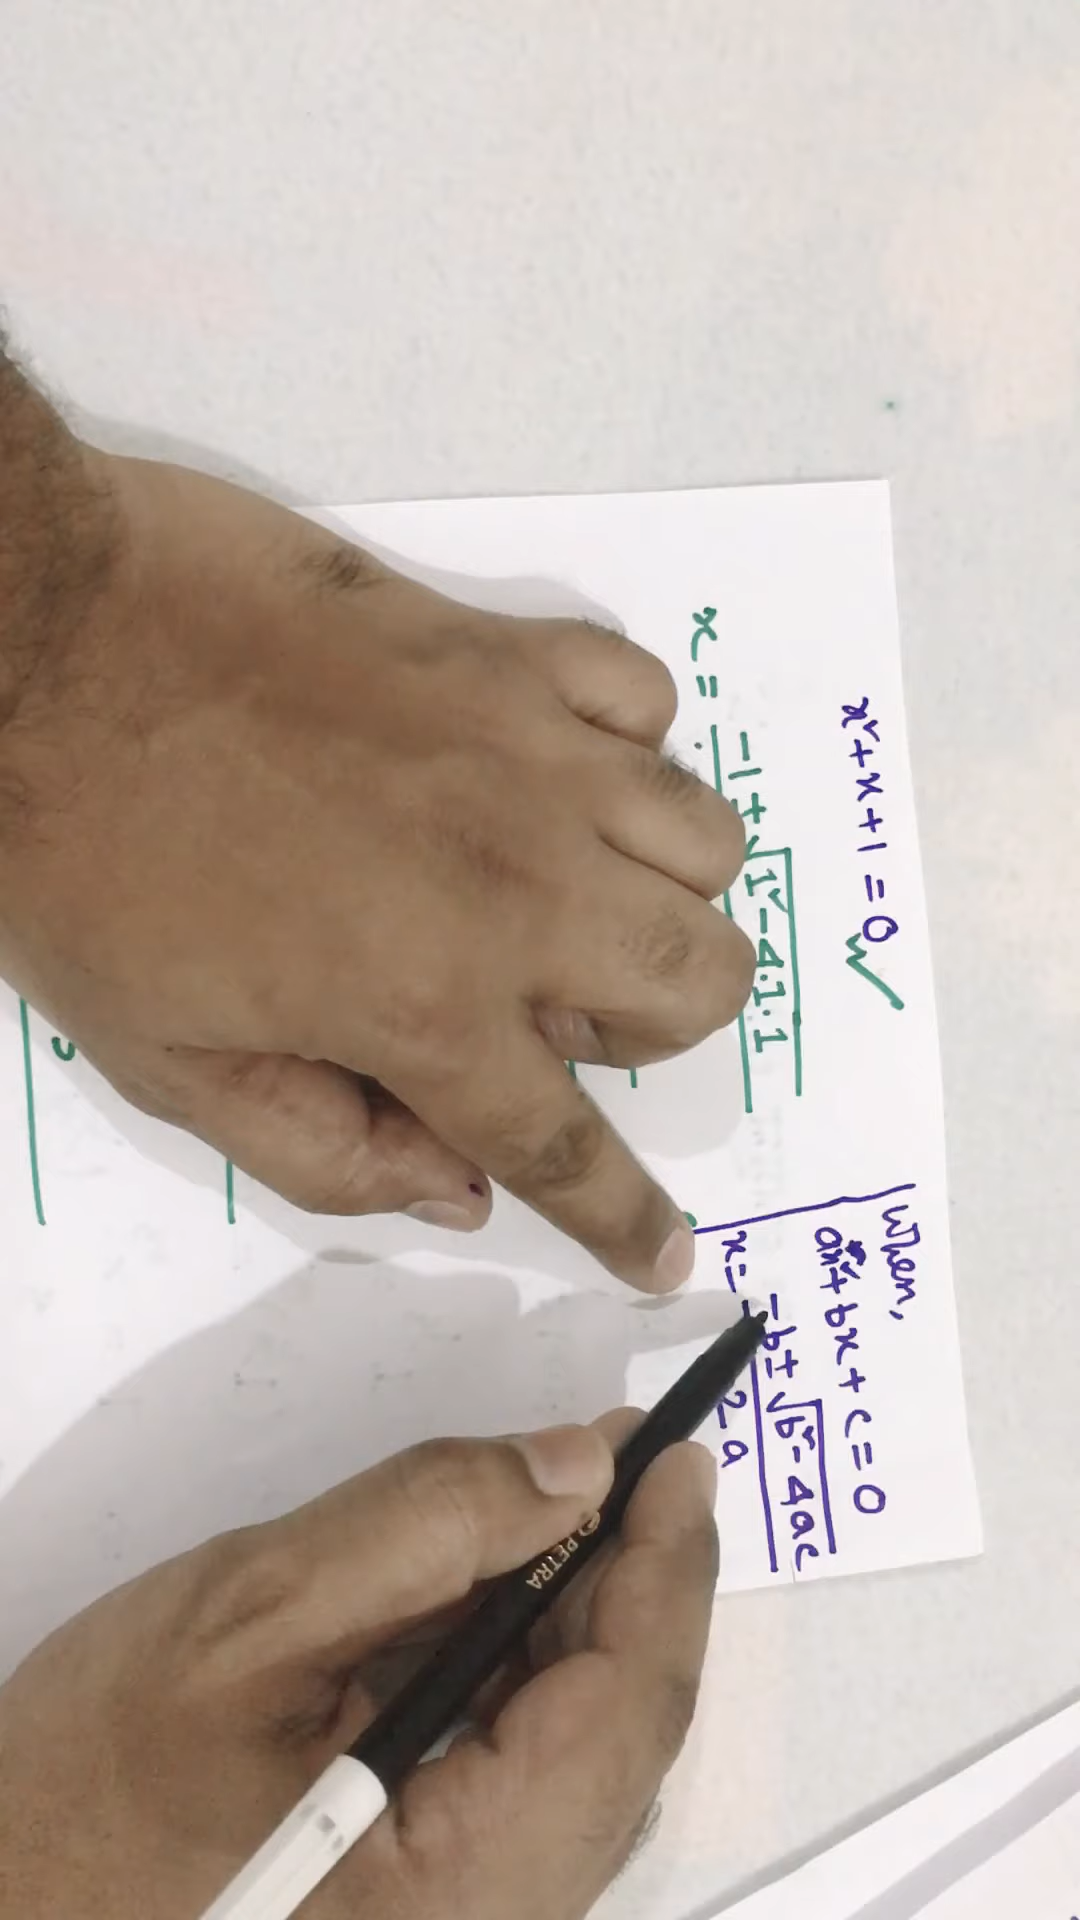 x²+x+1=0
x = -1±√1²-4.1.1
When,
ax²+bx+c=0
x = -b±√b²-4ac
2a
PETRA